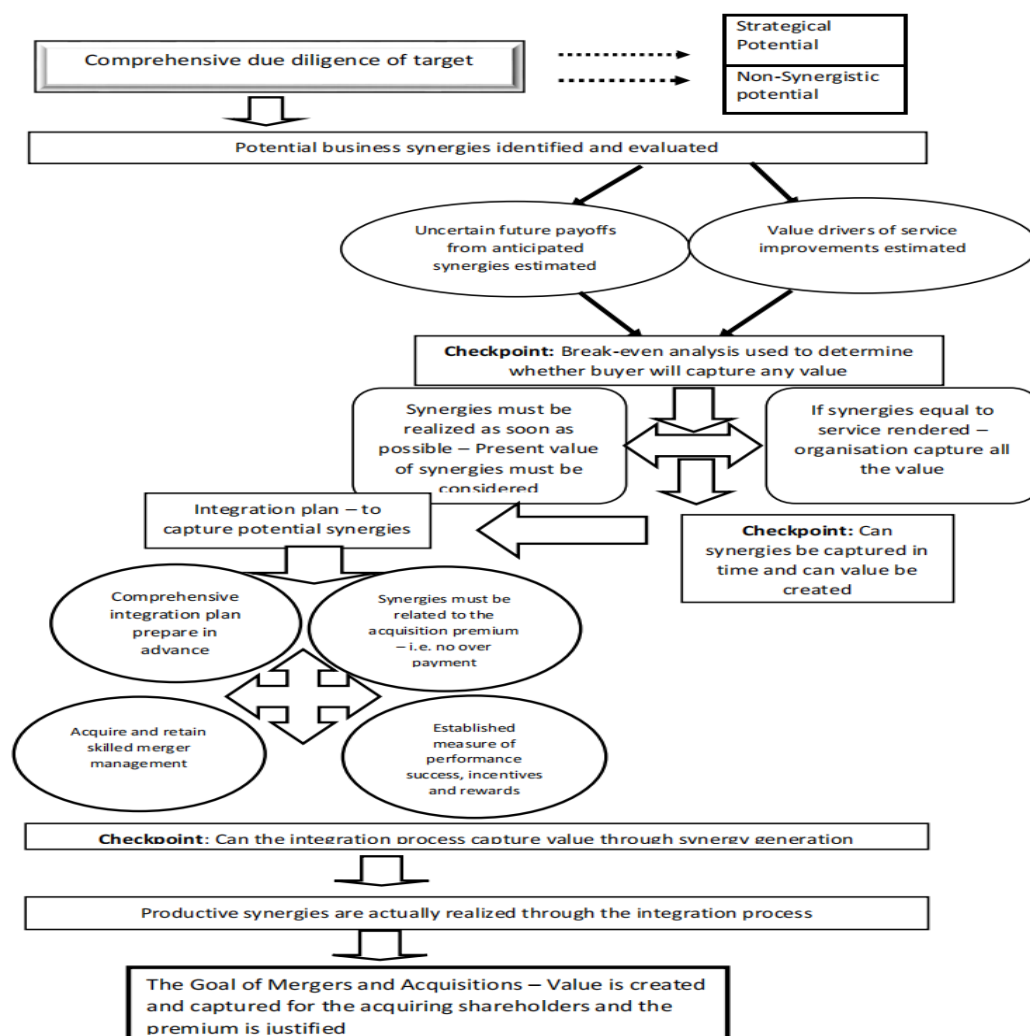 Comprehensive due diligence of target
Strategical
Potential
Non-Synergistic
potential
Potential business synergies identified and evaluated
Uncertain future payoffs
from anticipated
synergies estimated
Value drivers of service
improvements estimated
Checkpoint: Break-even analysis used to determine
whether buyer will capture any value
Synergies must be
realized as soon as
possible – Present value
of synergies must be
considered
If synergies equal to
service rendered –
organisation capture all
the value
Integration plan – to
capture potential synergies
Checkpoint: Can
synergies be captured in
time and can value be
created
Comprehensive
integration plan
prepare in
advance
Synergies must be
related to the
acquisition premium
– i.e. no over
payment
Acquire and retain
skilled merger
management
Established
measure of
performance
success, incentives
and rewards
Checkpoint: Can the integration process capture value through synergy generation
Productive synergies are actually realized through the integration process
The Goal of Mergers and Acquisitions – Value is created
and captured for the acquiring shareholders and the
premium is justified